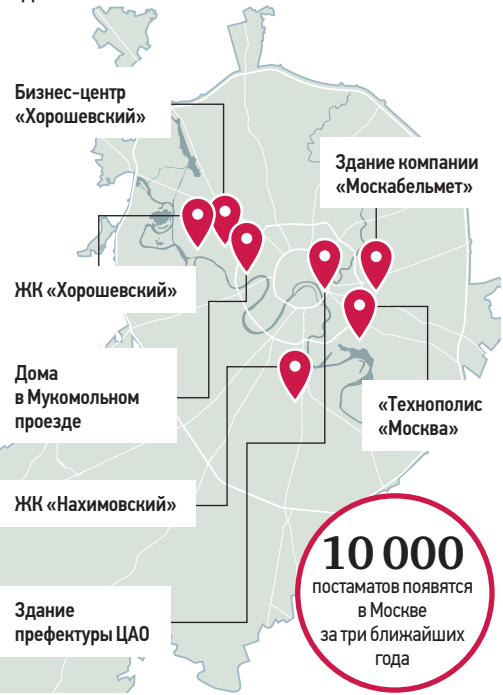 Бизнес-центр
«Хорошевский»
Здание компании
«Москабельмет»
ЖК «Хорошевский»
Дома
в Мукомольном
проезде
«Технополис
«Москва»
ЖК «Нахимовский»
Здание
префектуры ЦАО
10 000
постаматов появятся
в Москве
за три ближайших
года